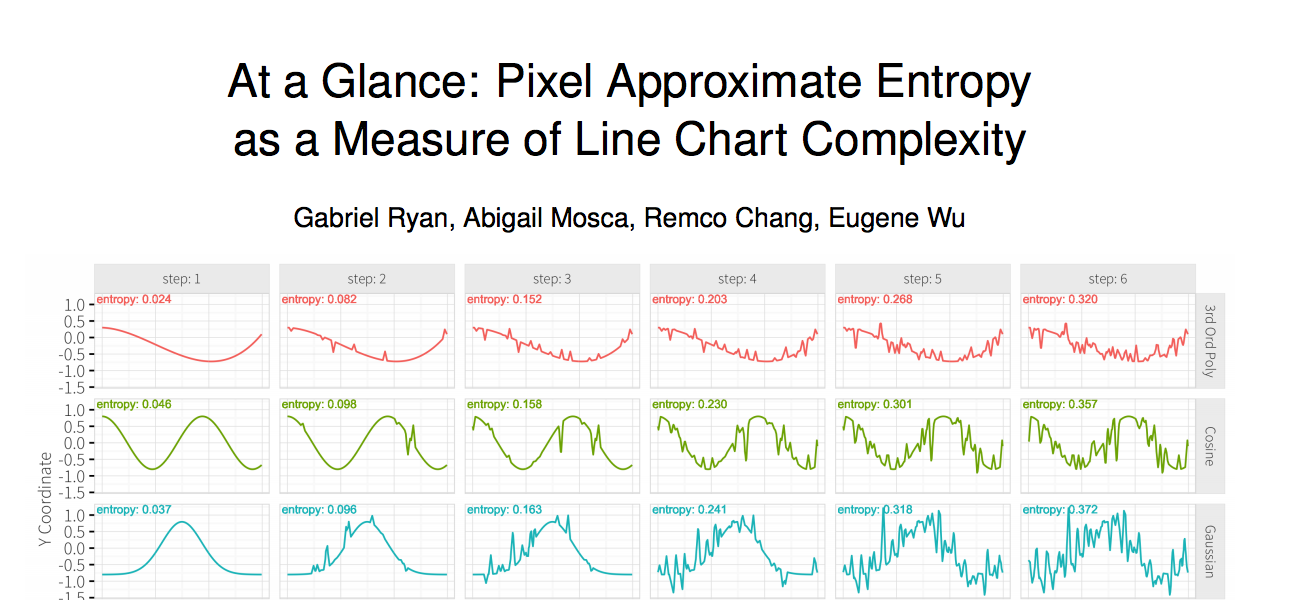 At a Glance: Pixel Approximate Entropy
as a Measure of Line Chart Complexity
Gabriel Ryan, Abigail Mosca, Remco Chang, Eugene Wu
step: 1 step: 2 step: 3 step: 4 step: 5 step: 6
entropy: 0.024 entropy: 0.082 entropy: 0.152 entropy: 0.203 entropy: 0.268 entropy: 0.320
1.0
0.5
0.0
-0.5
-1.0
-1.5
3rd Ord Poly
entropy: 0.046 entropy: 0.098 entropy: 0.158 entropy: 0.230 entropy: 0.301 entropy: 0.357
1.0
0.5
0.0
-0.5
-1.0
-1.5
Cosine
Y Coordinate
entropy: 0.037 entropy: 0.096 entropy: 0.163 entropy: 0.241 entropy: 0.318 entropy: 0.372
1.0
0.5
0.0
-0.5
-1.0
-1.5
Gaussian